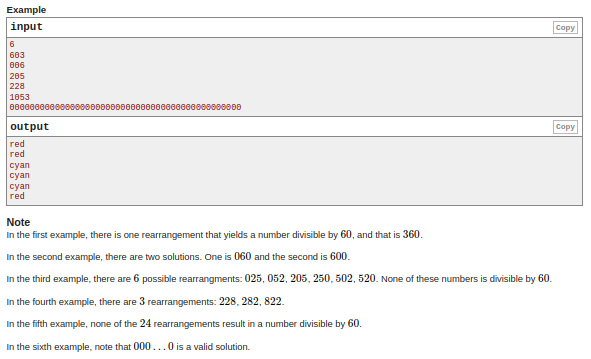 Example
input
Copy
6
603
006
205
228
1053
00000000000000000000000000000000000000000000000
output
Copy
red
red
cyan
cyan
cyan
red
Note
In the first example, there is one rearrangement that yields a number divisible by 60, and that is 360.
In the second example, there are two solutions. One is 060 and the second is 600.
In the third example, there are 6 possible rearrangments: 025, 052, 205, 250, 502, 520. None of these numbers is divisible by 60.
In the fourth example, there are 3 rearrangements: 228, 282, 822.
In the fifth example, none of the 24 rearrangements result in a number divisible by 60.
In the sixth example, note that 000 . . . 0 is a valid solution.